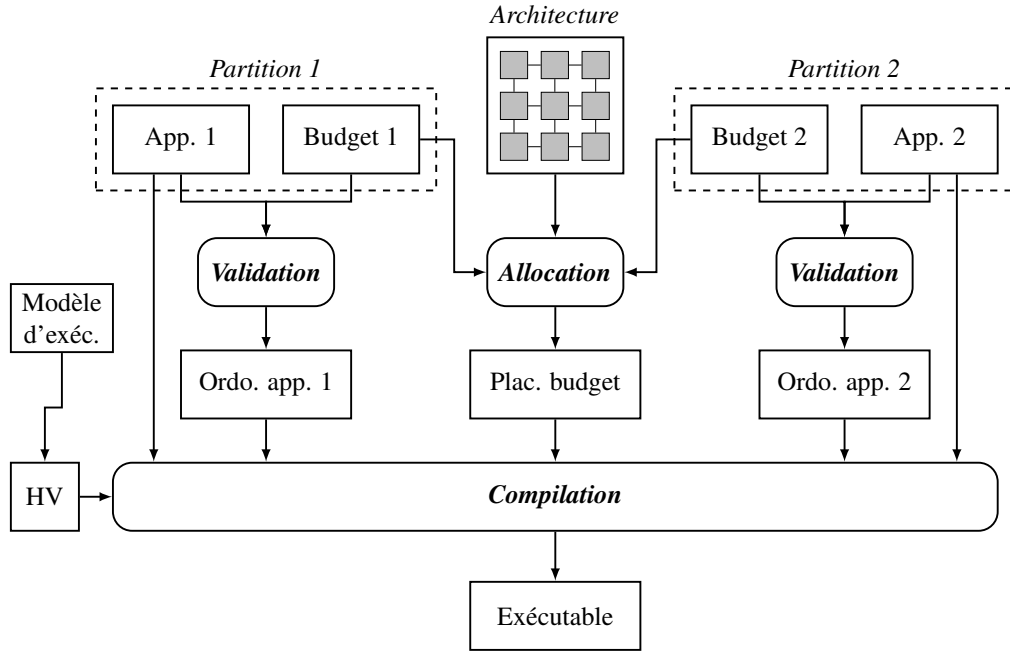 Architecture
Partition 1
Partition 2
App. 1
Budget 1
Budget 2
App. 2
Validation
Allocation
Validation
Modèle
d'exéc.
Ordo. app. 1
Plac. budget
Ordo. app. 2
HV
Compilation
Exécutable